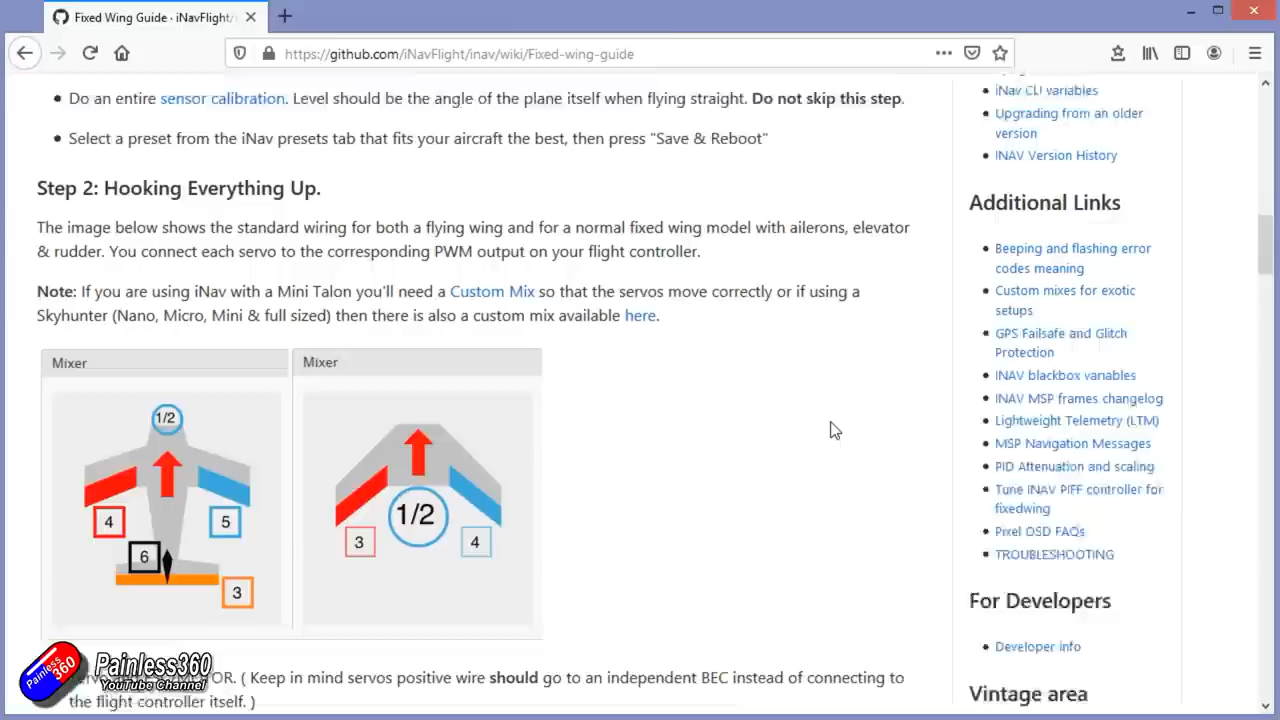 Fixed Wing Guide · iNavFlight/
https://github.com/iNavFlight/inav/wiki/Fixed-wing-guide
Do an entire sensor calibration. Level should be the angle of the plane itself when flying straight. Do not skip this step.
Select a preset from the iNav presets tab that fits your aircraft the best, then press "Save & Reboot"
Step 2: Hooking Everything Up.
The image below shows the standard wiring for both a flying wing and for a normal fixed wing model with ailerons, elevator
& rudder. You connect each servo to the corresponding PWM output on your flight controller.
Note: If you are using iNav with a Mini Talon you'll need a Custom Mix so that the servos move correctly or if using a
Skyhunter (Nano, Micro, Mini & full sized) then there is also a custom mix available here.
Mixer
1/2
4
5
6
3
Mixer
1/2
3
4
OR. ( Keep in mind servos positive wire should go to an independent BEC instead of connecting to
the flight controller itself. )
iNav CLI variables
Upgrading from an older
version
INAV Version History
Additional Links
Beeping and flashing error
codes meaning
Custom mixes for exotic
setups
GPS Failsafe and Glitch
Protection
INAV blackbox variables
INAV MSP frames changelog
Lightweight Telemetry (LTM)
MSP Navigation Messages
PID Attenuation and scaling
Tune INAV PIFF controller for
fixedwing
Pixel OSD FAQs
TROUBLESHOOTING
For Developers
Developer info
Vintage area
Painless
360
Painless360
YouTube Channel